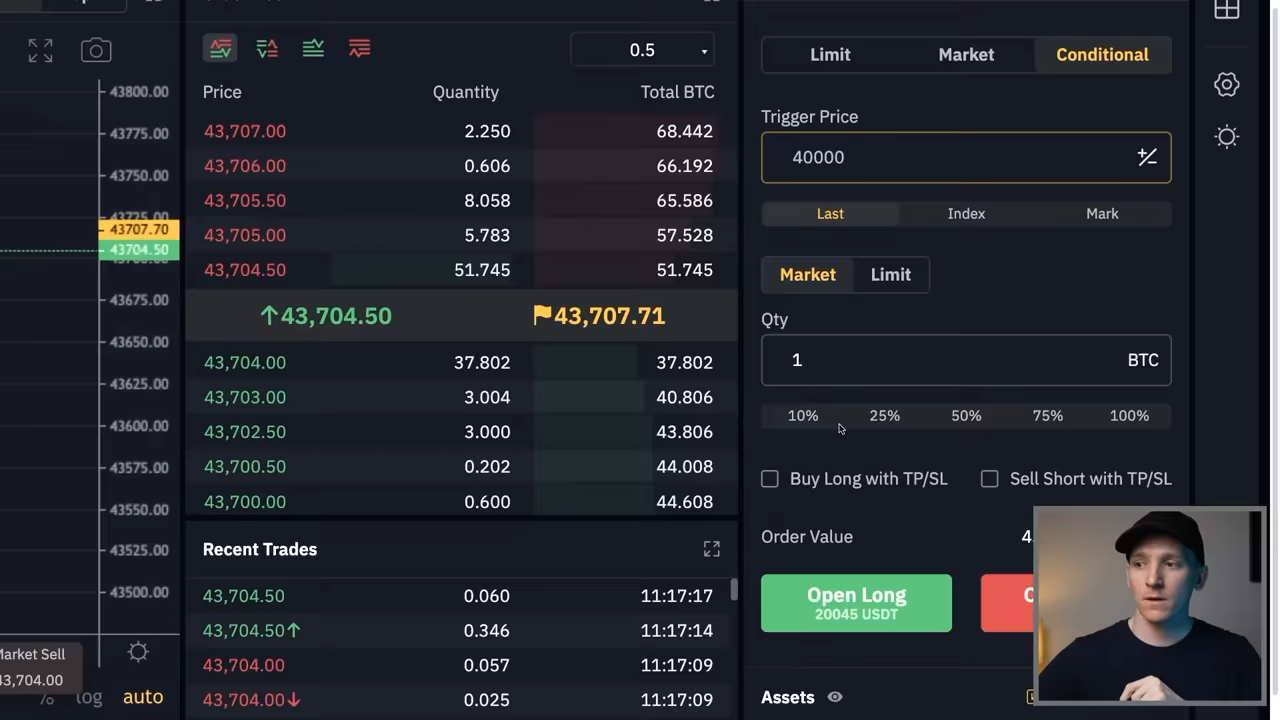 43800.00
43775.00
43750.00
43725.00
43707.70
43704.50
43675.00
43650.00
43625.00
43600.00
43575.00
43550.00
43525.00
43500.00
Market Sell
43,704.00
% log auto
0.5
Price Quantity Total BTC
43,707.00 2.250 68.442
43,706.00 0.606 66.192
43,705.50 8.058 65.586
43,705.00 5.783 57.528
43,704.50 51.745 51.745
↑43,704.50 43,707.71
43,704.00 37.802 37.802
43,703.00 3.004 40.806
43,702.50 3.000 43.806
43,700.50 0.202 44.008
43,700.00 0.600 44.608
Recent Trades
43,704.50 0.060 11:17:17
43,704.50↑ 0.346 11:17:14
43,704.00 0.057 11:17:09
43,704.00↓ 0.025 11:17:09
Limit Market Conditional
Trigger Price
40000
Last Index Mark
Market Limit
Qty
1 BTC
10% 25% 50% 75% 100%
Buy Long with TP/SL Sell Short with TP/SL
Order Value 4
Open Long
20045 USDT
Assets